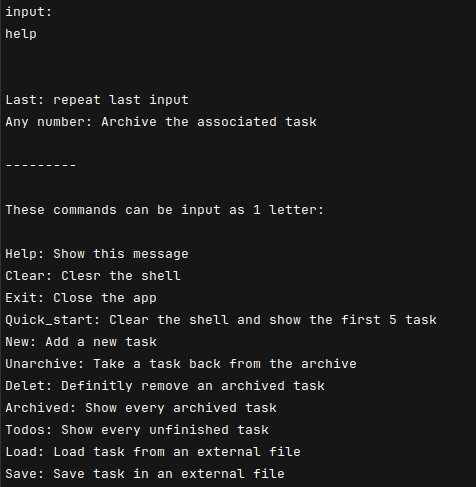 input:
help
Last: repeat last input
Any number: Archive the associated task
---------
These commands can be input as 1 letter:
Help: Show this message
Clear: Clesr the shell
Exit: Close the app
Quick_start: Clear the shell and show the first 5 task
New: Add a new task
Unarchive: Take a task back from the archive
Delet: Definitly remove an archived task
Archived: Show every archived task
Todos: Show every unfinished task
Load: Load task from an external file
Save: Save task in an external file